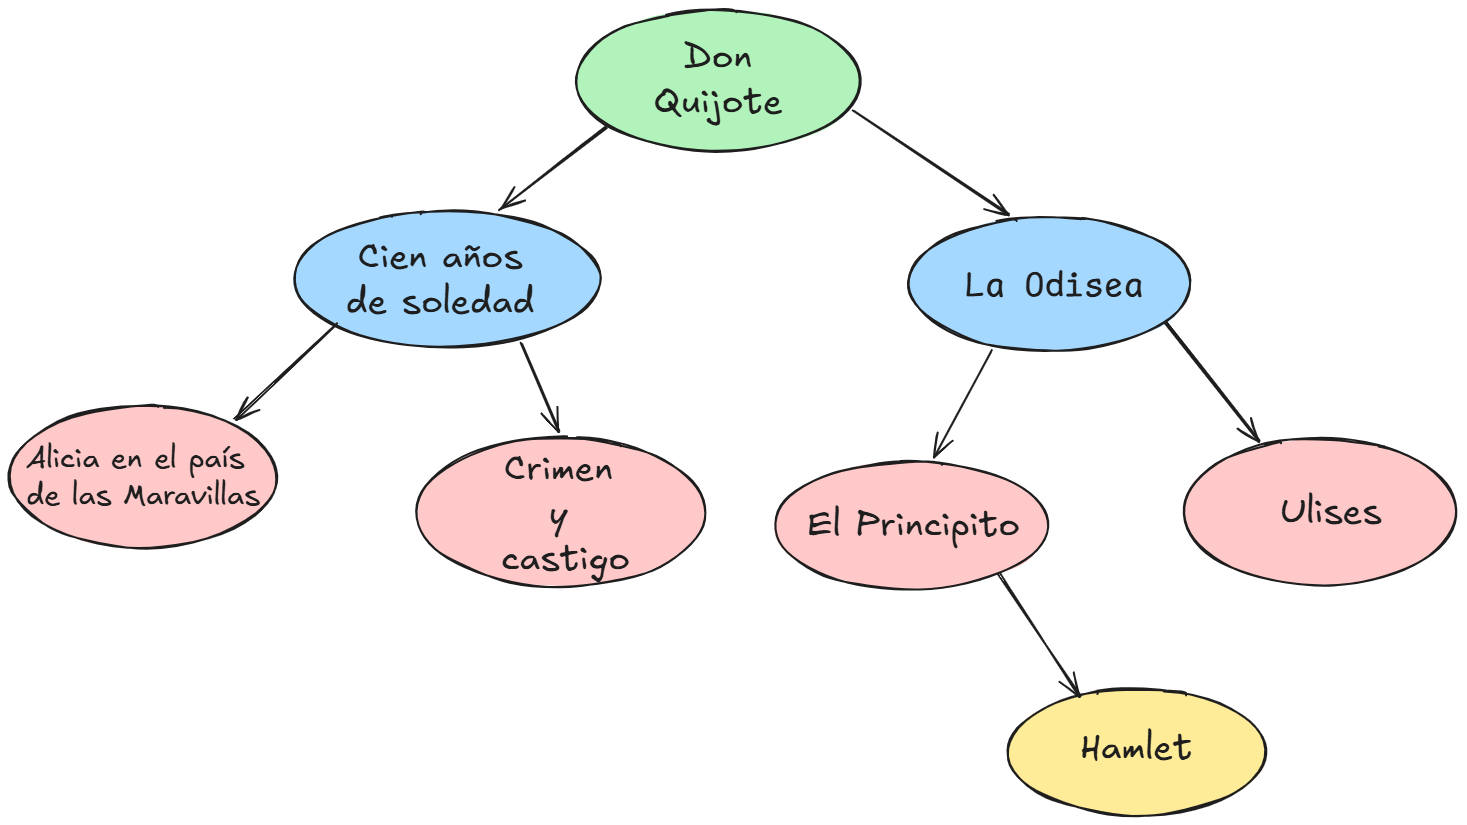 Don
Quijote
Cien años
de soledad
La Odisea
Alicia en el país
de las Maravillas
Crimen
y
castigo
El Principito
Ulises
Hamlet